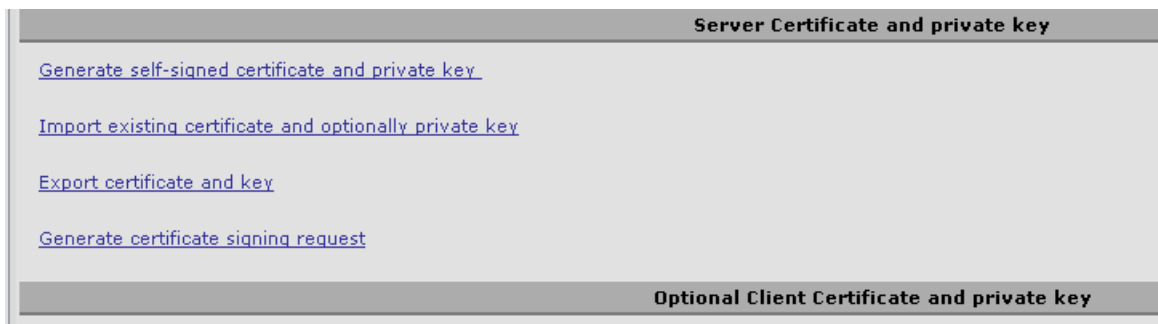 Server Certificate and private key
Generate self-signed certificate and private key
Import existing certificate and optionally private key
Export certificate and key
Generate certificate signing request
Optional Client Certificate and private key